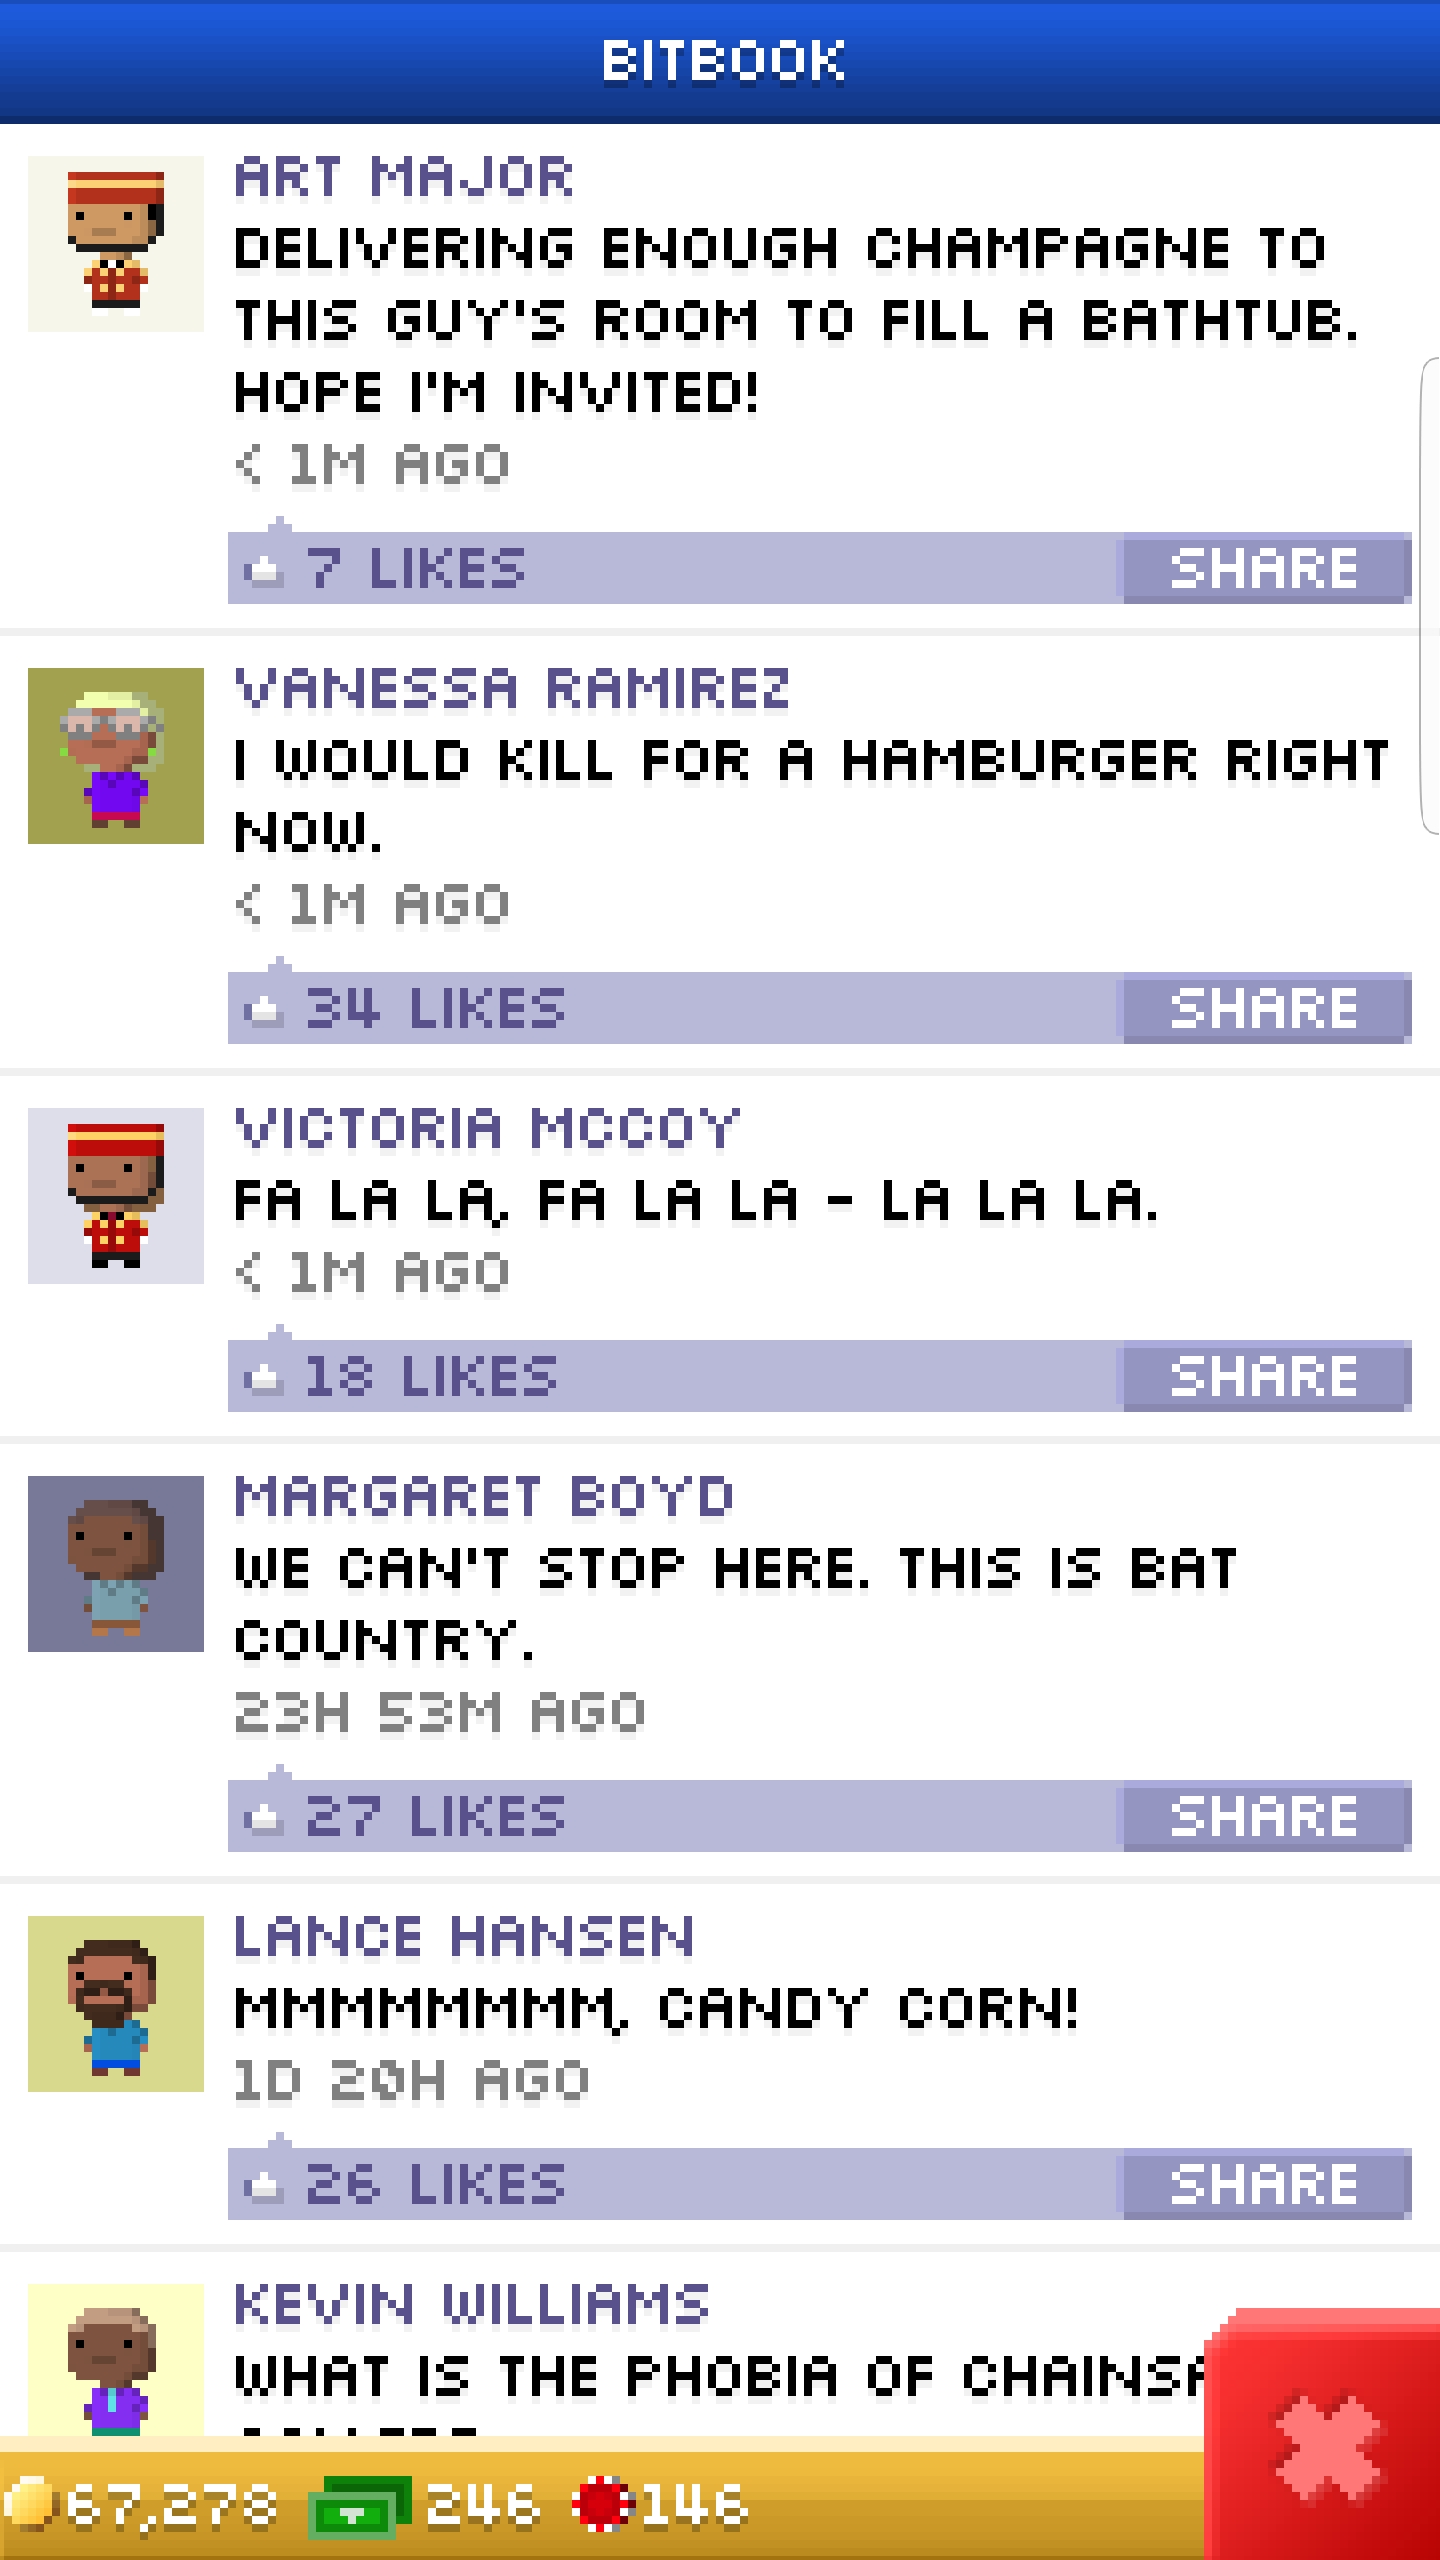 BITBOOK
ART MAJOR
DELIVERING ENOUGH CHAMPAGNE TO
THIS GUY'S ROOM TO FILL A BATHTUB.
HOPE I'M INVITED!
< 1M AGO
7 LIKES
SHARE
VANESSA RAMIREZ
I WOULD KILL FOR A HAMBURGER RIGHT
NOW.
< 1M AGO
34 LIKES
SHARE
VICTORIA MCCOY
FA LA LA, FA LA LA - LA LA LA.
< 1M AGO
18 LIKES
SHARE
MARGARET BOYD
WE CAN'T STOP HERE. THIS IS BAT
COUNTRY.
23H 53M AGO
27 LIKES
SHARE
LANCE HANSEN
MMMMMMMM, CANDY CORN!
1D 20H AGO
26 LIKES
SHARE
KEVIN WILLIAMS
WHAT IS THE PHOBIA OF
67,278 246 146